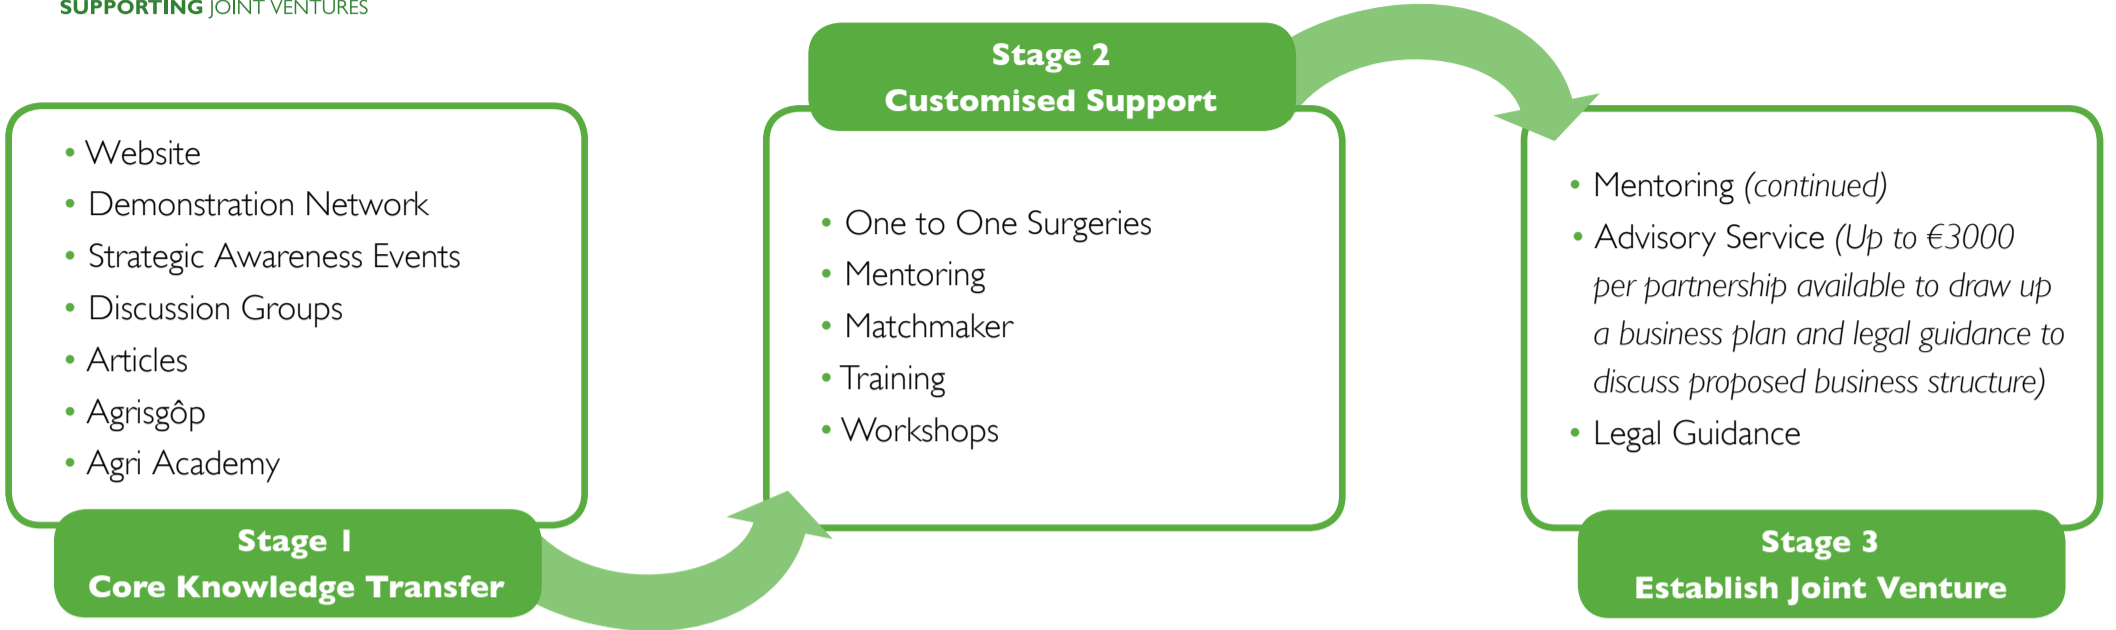 SUPPORTING JOINT VENTURES
• Website
• Demonstration Network
• Strategic Awareness Events
• Discussion Groups
• Articles
• Agrisgôp
• Agri Academy
Stage 1
Core Knowledge Transfer
Stage 2
Customised Support
• One to One Surgeries
• Mentoring
• Matchmaker
• Training
• Workshops
• Mentoring (continued)
• Advisory Service (Up to €3000
per partnership available to draw up
a business plan and legal guidance to
discuss proposed business structure)
• Legal Guidance
Stage 3
Establish Joint Venture